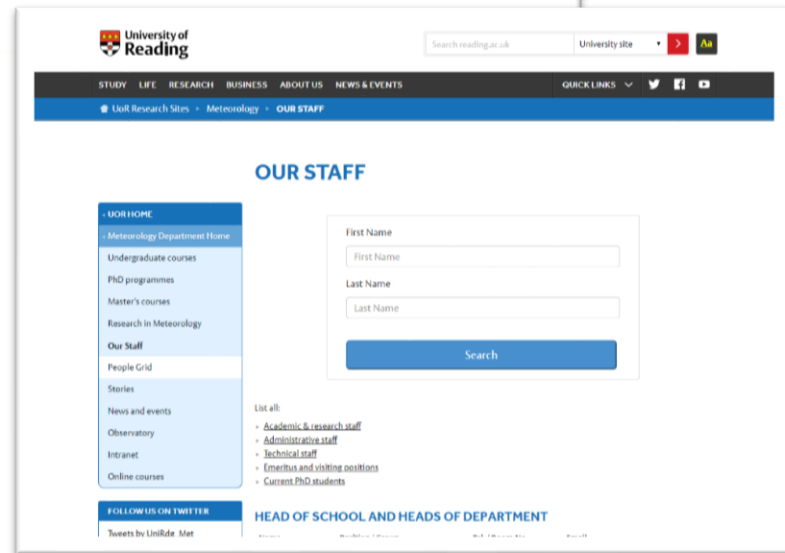 University of
Reading
Search reading.ac.uk
University site
Aa
STUDY LIFE RESEARCH BUSINESS ABOUT US NEWS & EVENTS
QUICK LINKS
UoR Research Sites Meteorology OUR STAFF
OUR STAFF
UOR HOME
Meteorology Department Home
Undergraduate courses
PhD programmes
Master's courses
Research in Meteorology
Our Staff
People Grid
Stories
News and events
Observatory
Intranet
Online courses
FOLLOW US ON TWITTER
Tweets by UniRdg_Met
First Name
First Name
Last Name
Last Name
Search
List all:
Academic & research staff
Administrative staff
Technical staff
Emeritus and visiting positions
Current PhD students
HEAD OF SCHOOL AND HEADS OF DEPARTMENT